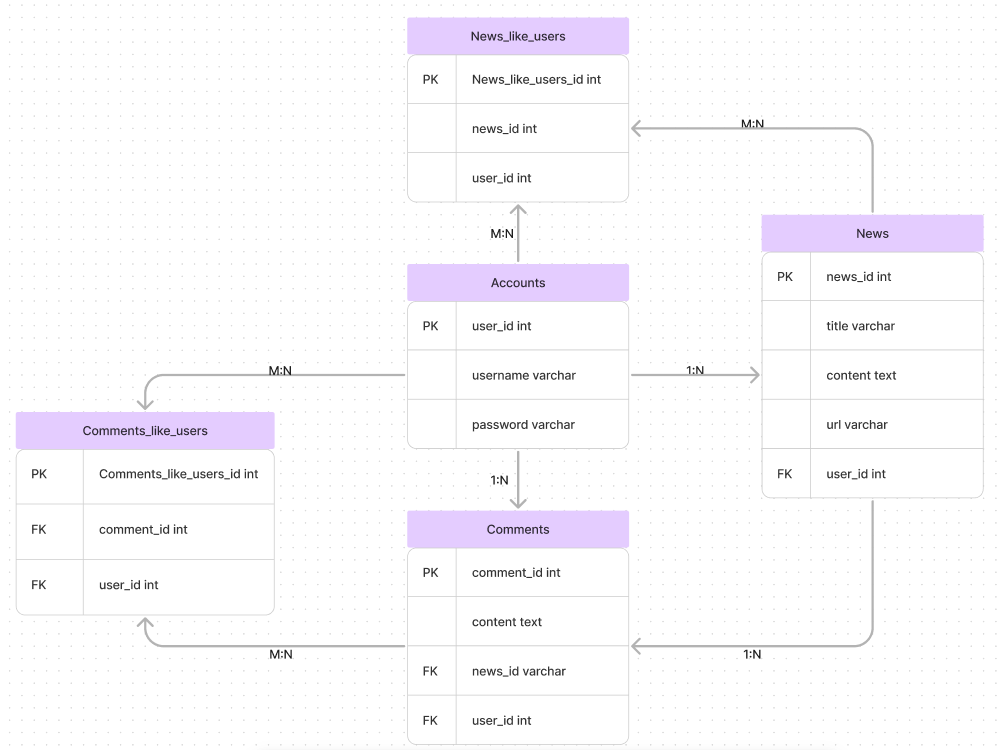 News_like_users
PK News_like_users_id int
news_id int
user_id int
M:N
M:N
News
PK news_id int
title varchar
content text
url varchar
FK user_id int
Accounts
PK user_id int
username varchar
password varchar
M:N
1:N
Comments_like_users
PK Comments_like_users_id int
FK comment_id int
FK user_id int
1:N
Comments
PK comment_id int
content text
FK news_id varchar
FK user_id int
M:N
1:N